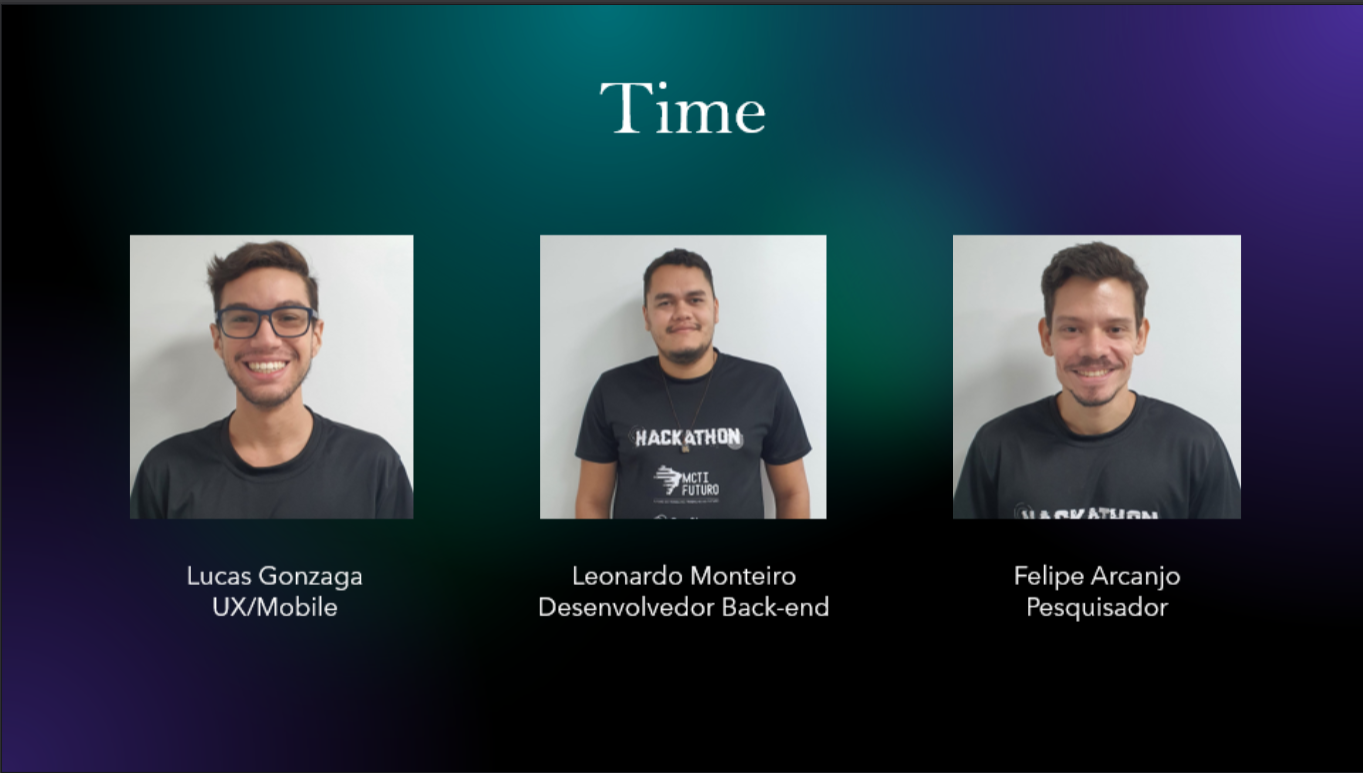 Time
HACKATHON
MCTI
FUTURO
HACKATHON
Lucas Gonzaga
UX/Mobile
Leonardo Monteiro
Desenvolvedor Back-end
Felipe Arcanjo
Pesquisador